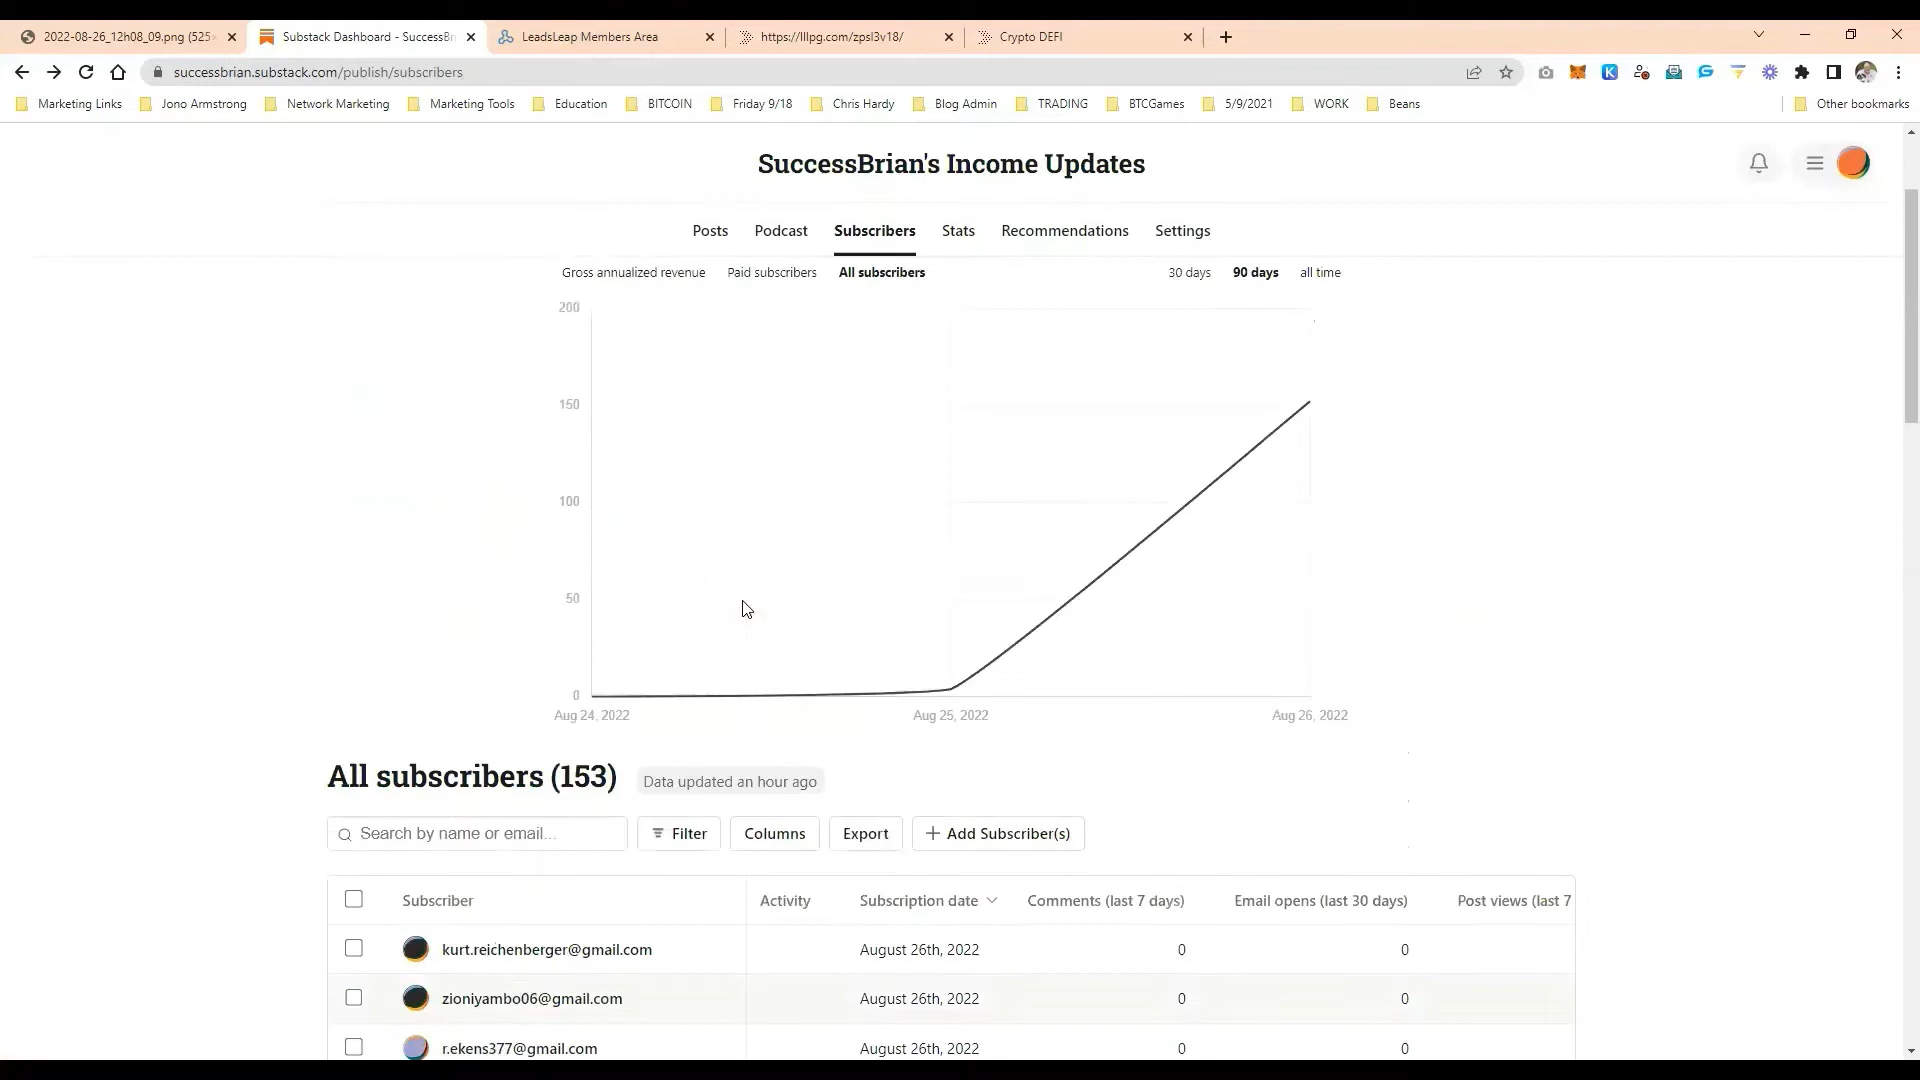 2022-08-26_12h08_09.png (525
Substack Dashboard - SuccessBr
LeadsLeap Members Area
https://lllpg.com/zpsl3v18/
Crypto DEFI
successbrian.substack.com/publish/subscribers
Marketing Links
Jono Armstrong
Network Marketing
Marketing Tools
Education
BITCOIN
Friday 9/18
Chris Hardy
Blog Admin
TRADING
BTCGames
5/9/2021
WORK
Beans
Other bookmarks
SuccessBrian's Income Updates
Posts
Podcast
Subscribers
Stats
Recommendations
Settings
Gross annualized revenue
Paid subscribers
All subscribers
30 days
90 days
all time
200
150
100
50
0
Aug 24, 2022
Aug 25, 2022
Aug 26, 2022
All subscribers (153)
Data updated an hour ago
Search by name or email...
Filter
Columns
Export
Add Subscriber(s)
Subscriber
Activity
Subscription date
Comments (last 7 days)
Email opens (last 30 days)
Post views (last 7
kurt.reichenberger@gmail.com
August 26th, 2022
0
0
zioniyambo06@gmail.com
August 26th, 2022
0
0
r.ekens377@gmail.com
August 26th, 2022
0
0